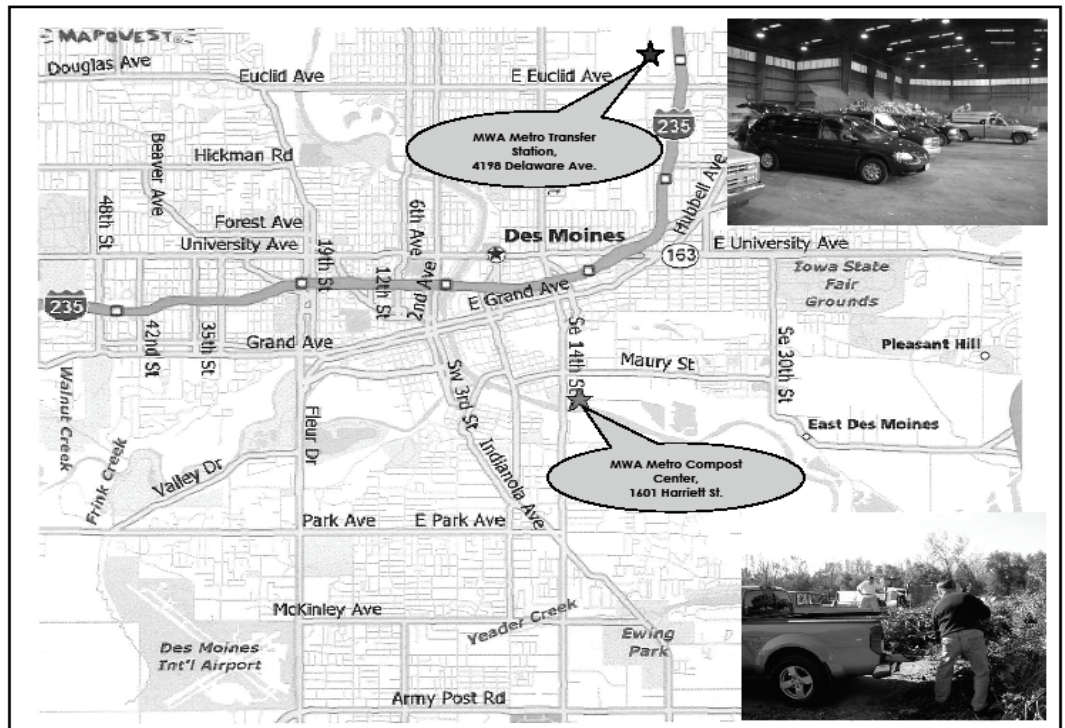 MAPQUEST
Douglas Ave
Euclid Ave
E Euclid Ave
235
MWA Metro Transfer
Station,
4198 Delaware Ave.
Beaver Ave
Hickman Rd
Hubbell Ave
48th St
Forest Ave
6th Ave
University Ave
19th St
Des Moines
163
E University Ave
12th St
2nd Ave
E Grand Ave
Iowa State
Fair
Grounds
235
42nd St
35th St
Grand Ave
Se 14th St
Maury St
Se 30th St
Pleasant Hill
Walnut Creek
Sw 3rd St
Fleur Dr
East Des Moines
Frink Creek
Valley Dr
Indianola Ave
MWA Metro Compost
Center,
1601 Harriett St.
Park Ave
E Park Ave
McKinley Ave
Yeader Creek
Ewing
Park
Des Moines
Int'l Airport
Army Post Rd